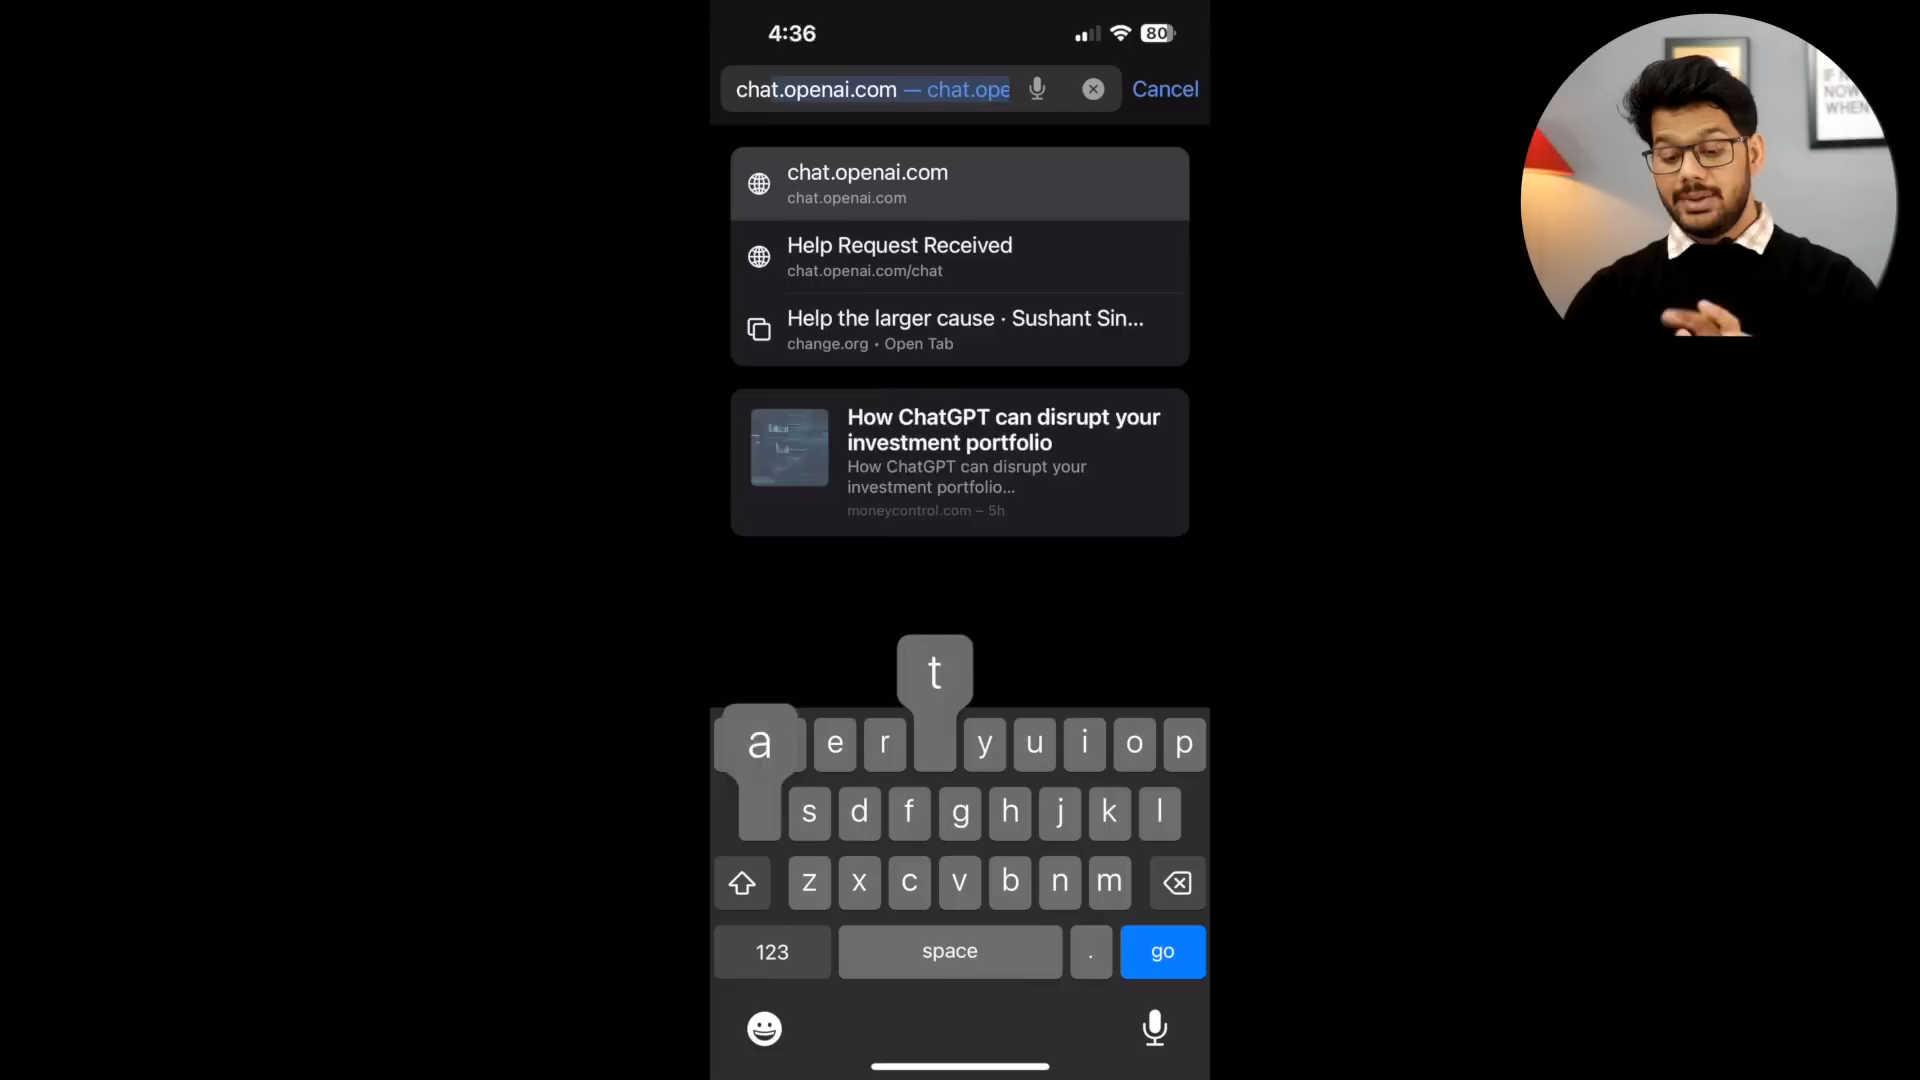 4:36
80
chat.openai.com — chat.ope
Cancel
chat.openai.com
chat.openai.com
Help Request Received
chat.openai.com/chat
Help the larger cause · Sushant Sin...
change.org • Open Tab
How ChatGPT can disrupt your
investment portfolio
How ChatGPT can disrupt your
investment portfolio...
moneycontrol.com – 5h
t
a e r y u i o p
s d f g h j k l
z x c v b n m
123 space . go
NOW
WHEN